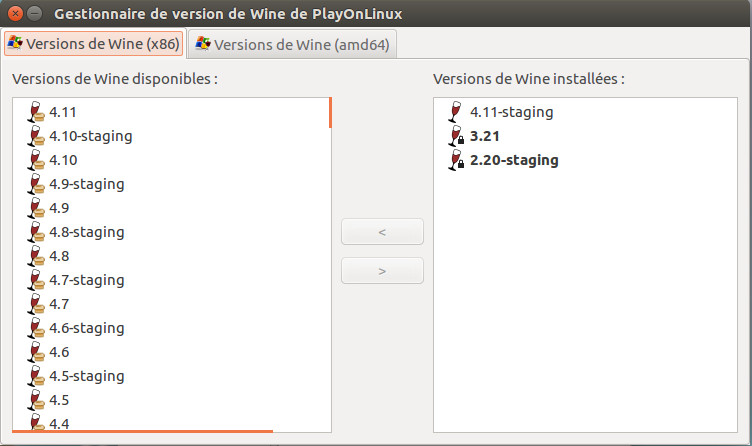 Gestionnaire de version de Wine de PlayOnLinux
Versions de Wine (x86)
Versions de Wine (amd64)
Versions de Wine disponibles :
4.11
4.10-staging
4.10
4.9-staging
4.9
4.8-staging
4.8
4.7-staging
4.7
4.6-staging
4.6
4.5-staging
4.5
4.4
<
>
Versions de Wine installées :
4.11-staging
3.21
2.20-staging